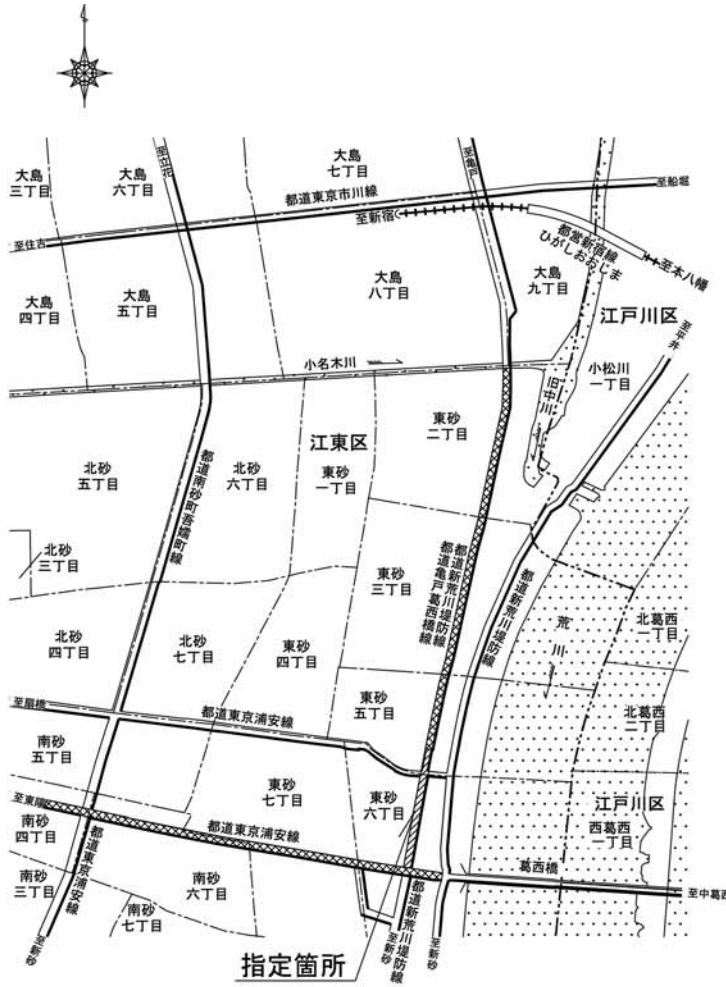 大島
三丁目
大島
六丁目
至立花
大島
七丁目
至亀戸
都道東京市川線
至船堀
至新宿
至住吉
都営新宿線
ひがしおおじま
至本八幡
大島
四丁目
大島
五丁目
大島
八丁目
大島
九丁目
江戸川区
至平井
小名木川
旧中川
小松川
一丁目
東砂
二丁目
江東区
北砂
五丁目
都道南砂町吾嬬町線
北砂
六丁目
東砂
一丁目
北砂
三丁目
東砂
三丁目
都道新荒川堤防線
都道亀戸葛西橋線
都道新荒川堤防線
荒川
北葛西
一丁目
北砂
四丁目
北砂
七丁目
東砂
四丁目
東砂
五丁目
至扇橋
都道東京浦安線
北葛西
二丁目
南砂
五丁目
東砂
七丁目
東砂
六丁目
江戸川区
西葛西
一丁目
至東陽
南砂
四丁目
都道東京浦安線
都道東京浦安線
葛西橋
至中葛西
南砂
三丁目
南砂
六丁目
南砂
七丁目
都道新荒川堤防線
至新砂
至新砂
至新砂
指定箇所